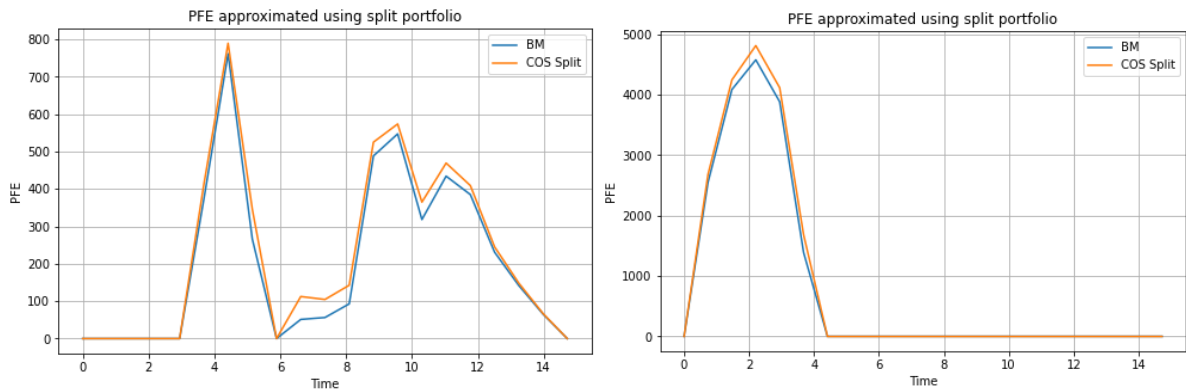 PFE approximated using split portfolio
BM
COS Split
800
700
600
500
400
300
200
100
0
PFE
0 2 4 6 8 10 12 14
Time
PFE approximated using split portfolio
BM
COS Split
5000
4000
3000
2000
1000
0
PFE
0 2 4 6 8 10 12 14
Time